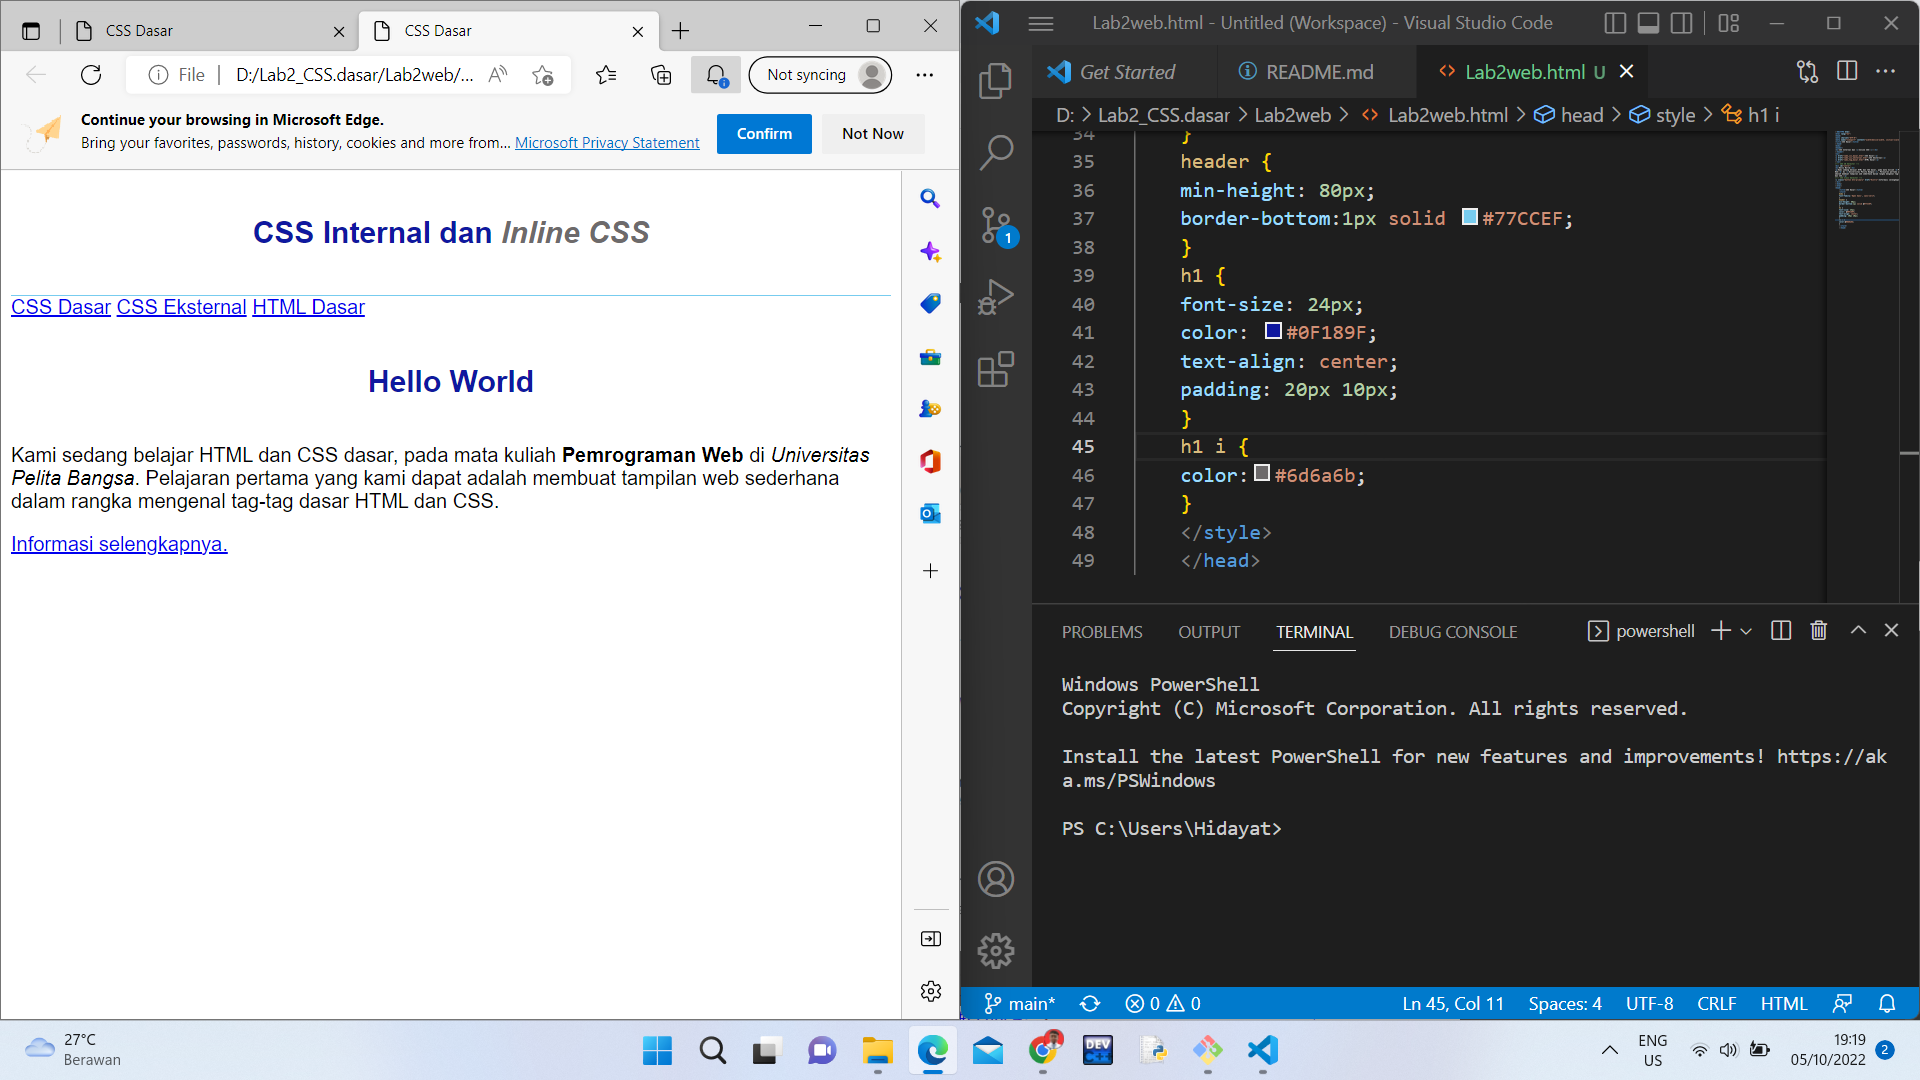 CSS Dasar
CSS Dasar
File
D:/Lab2_CSS.dasar/Lab2web/...
Not syncing
Continue your browsing in Microsoft Edge.
Bring your favorites, passwords, history, cookies and more from... Microsoft Privacy Statement
Confirm
Not Now
CSS Internal dan Inline CSS
CSS Dasar CSS Eksternal HTML Dasar
Hello World
Kami sedang belajar HTML dan CSS dasar, pada mata kuliah Pemrograman Web di Universitas
Pelita Bangsa. Pelajaran pertama yang kami dapat adalah membuat tampilan web sederhana
dalam rangka mengenal tag-tag dasar HTML dan CSS.
Informasi selengkapnya.
Lab2web.html - Untitled (Workspace) - Visual Studio Code
Get Started
README.md
Lab2web.html U
D: > Lab2_CSS.dasar > Lab2web > Lab2web.html > head > style > h1 i
1
34 }
35 header {
36 min-height: 80px;
37 border-bottom:1px solid #77CCEF;
38 }
39 h1 {
40 font-size: 24px;
41 color: #0F189F;
42 text-align: center;
43 padding: 20px 10px;
44 }
45 h1 i {
46 color: #6d6a6b;
47 }
48 </style>
49 </head>
PROBLEMS OUTPUT TERMINAL DEBUG CONSOLE
powershell
Windows PowerShell
Copyright (C) Microsoft Corporation. All rights reserved.
Install the latest PowerShell for new features and improvements! https://ak
a.ms/PSWindows
PS C:\Users\Hidayat>
main* 0 0
Ln 45, Col 11 Spaces: 4 UTF-8 CRLF HTML
27°C
Berawan
DEV
ENG
US
19:19
05/10/2022
2